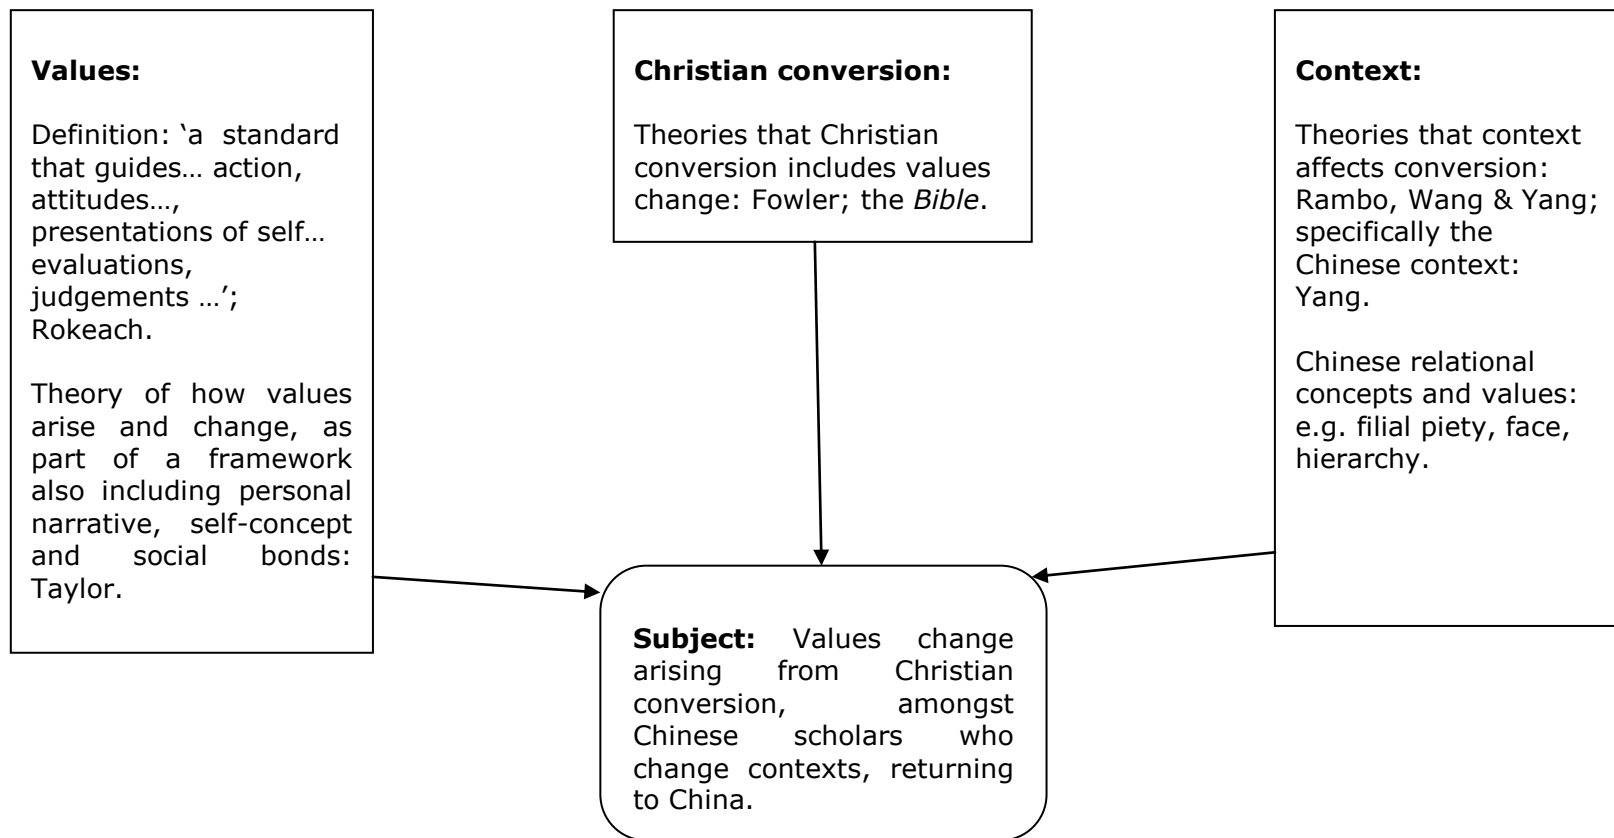 Values:
Definition: ‘a standard
that guides… action,
attitudes…,
presentations of self…
evaluations,
judgements …’;
Rokeach.
Theory of how values
arise and change, as
part of a framework
also including personal
narrative, self-concept
and social bonds:
Taylor.
Christian conversion:
Theories that Christian
conversion includes values
change: Fowler; the Bible.
Context:
Theories that context
affects conversion:
Rambo, Wang & Yang;
specifically the
Chinese context:
Yang.
Chinese relational
concepts and values:
e.g. filial piety, face,
hierarchy.
Subject: Values change
arising from Christian
conversion, amongst
Chinese scholars who
change contexts, returning
to China.